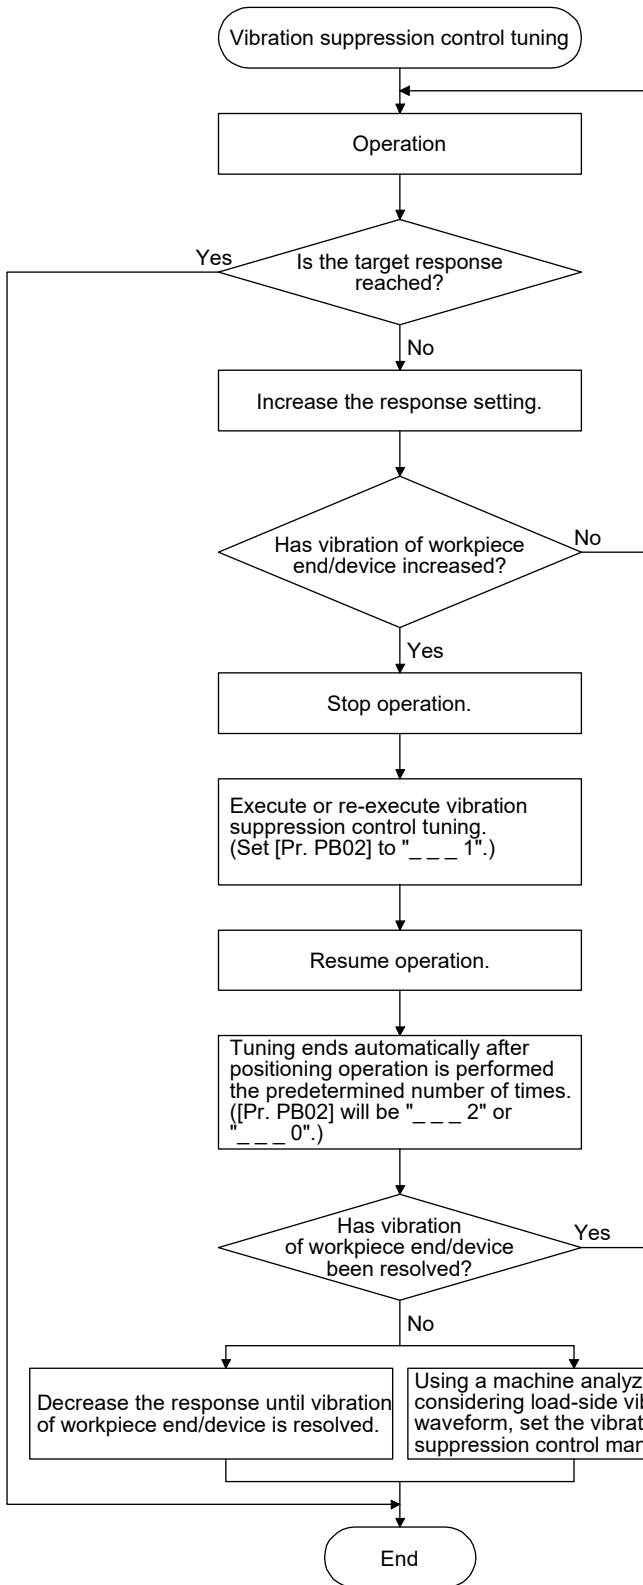 Vibration suppression control tuning
Operation
Yes
Is the target response
reached?
No
Increase the response setting.
Has vibration of workpiece
end/device increased?
No
Yes
Stop operation.
Execute or re-execute vibration
suppression control tuning.
(Set [Pr. PB02] to "_ _ _ 1".)
Resume operation.
Tuning ends automatically after
positioning operation is performed
the predetermined number of times.
([Pr. PB02] will be "_ _ _ 2" or
"_ _ _ 0".)
Has vibration
of workpiece end/device
been resolved?
Yes
No
Decrease the response until vibration
of workpiece end/device is resolved.
Using a machine
considering load-side
waveform, set the
suppression control
End